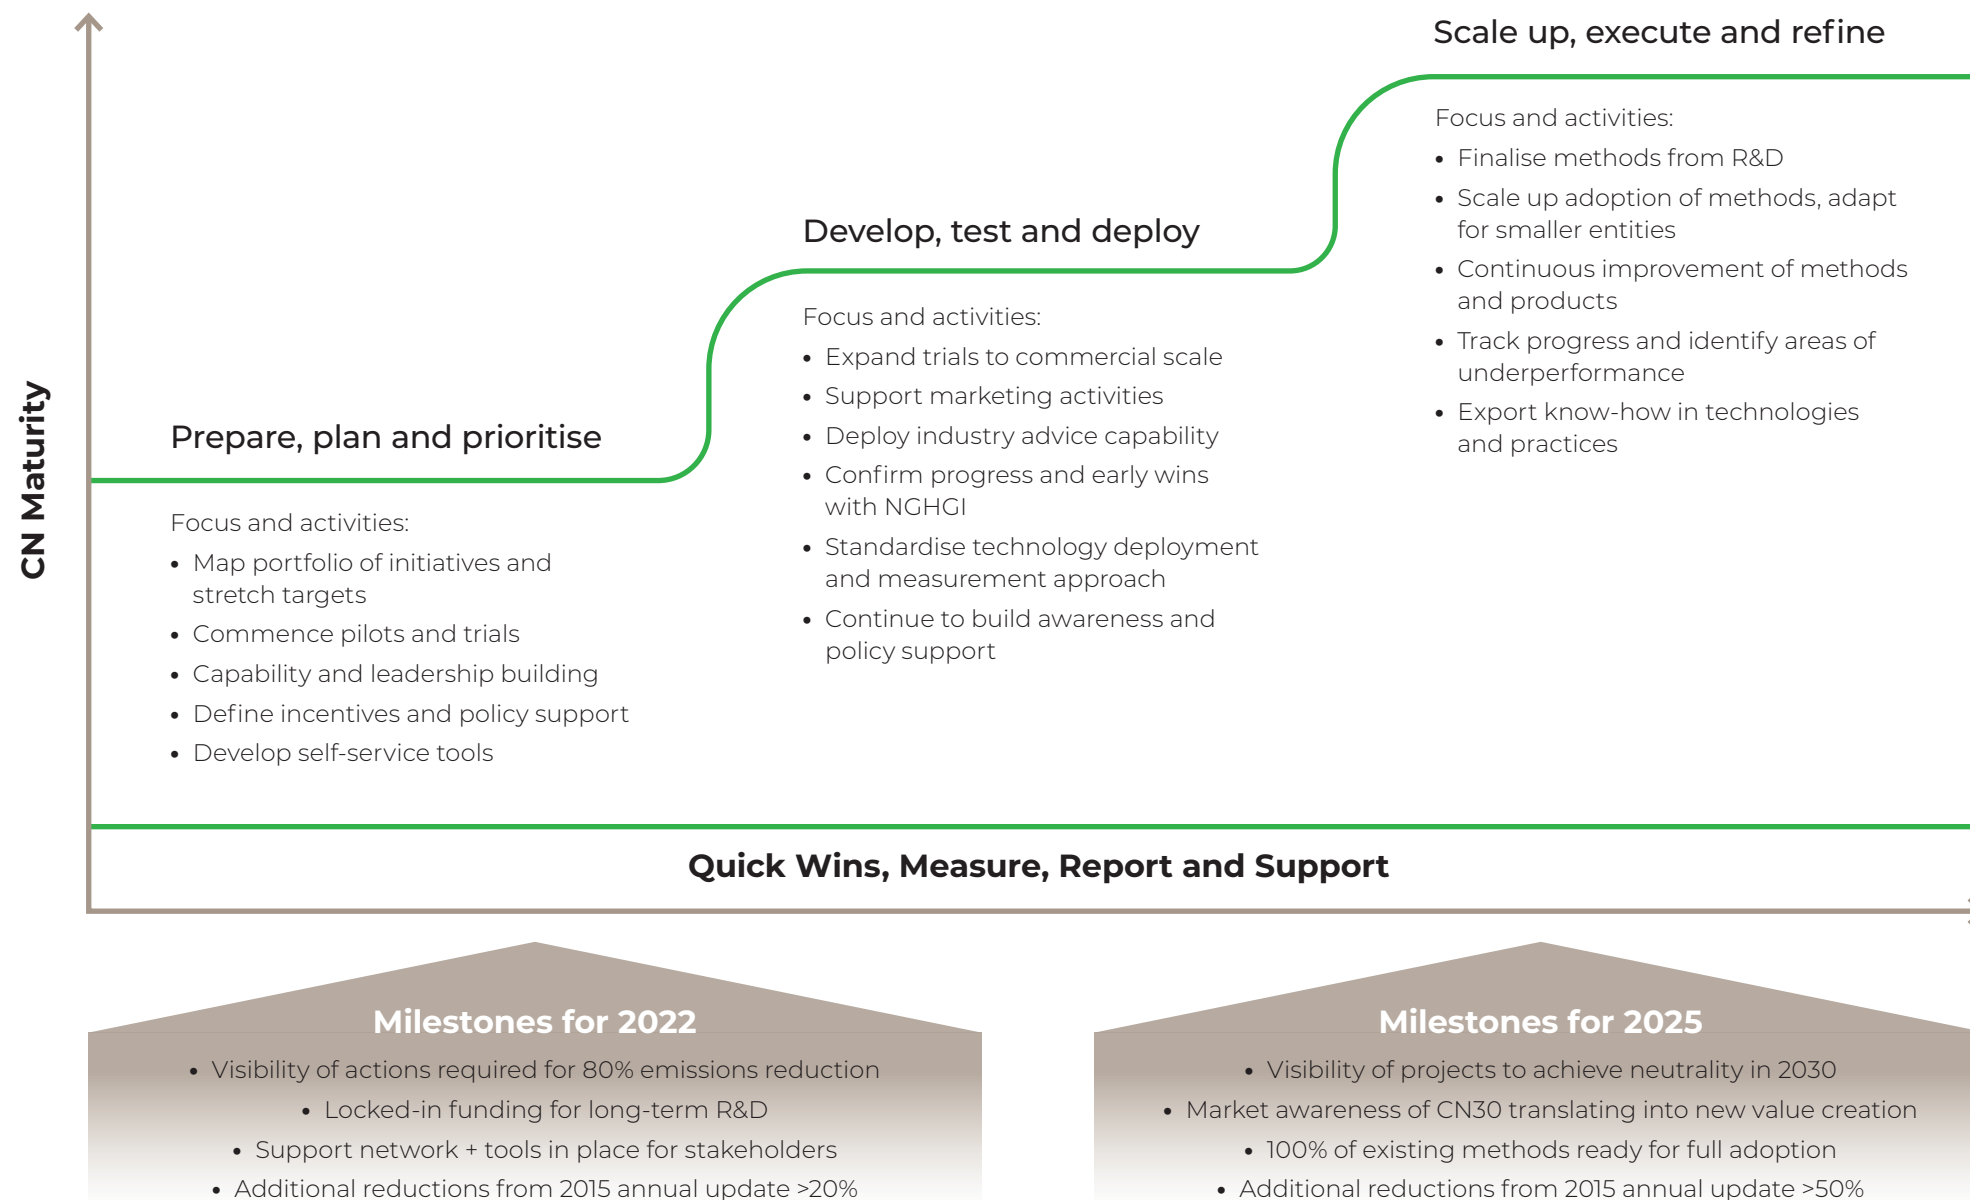 Scale up, execute and refine
Focus and activities:
• Finalise methods from R&D
• Scale up adoption of methods, adapt
for smaller entities
• Continuous improvement of methods
and products
• Track progress and identify areas of
underperformance
• Export know-how in technologies
and practices
Develop, test and deploy
Focus and activities:
• Expand trials to commercial scale
• Support marketing activities
• Deploy industry advice capability
• Confirm progress and early wins
with NGHGI
• Standardise technology deployment
and measurement approach
• Continue to build awareness and
policy support
Prepare, plan and prioritise
Focus and activities:
• Map portfolio of initiatives and
stretch targets
• Commence pilots and trials
• Capability and leadership building
• Define incentives and policy support
• Develop self-service tools
CN Maturity
Quick Wins, Measure, Report and Support
Milestones for 2022
• Visibility of actions required for 80% emissions reduction
• Locked-in funding for long-term R&D
• Support network + tools in place for stakeholders
• Additional reductions from 2015 annual update >20%
Milestones for 2025
• Visibility of projects to achieve neutrality in 2030
• Market awareness of CN30 translating into new value creation
• 100% of existing methods ready for full adoption
• Additional reductions from 2015 annual update >50%